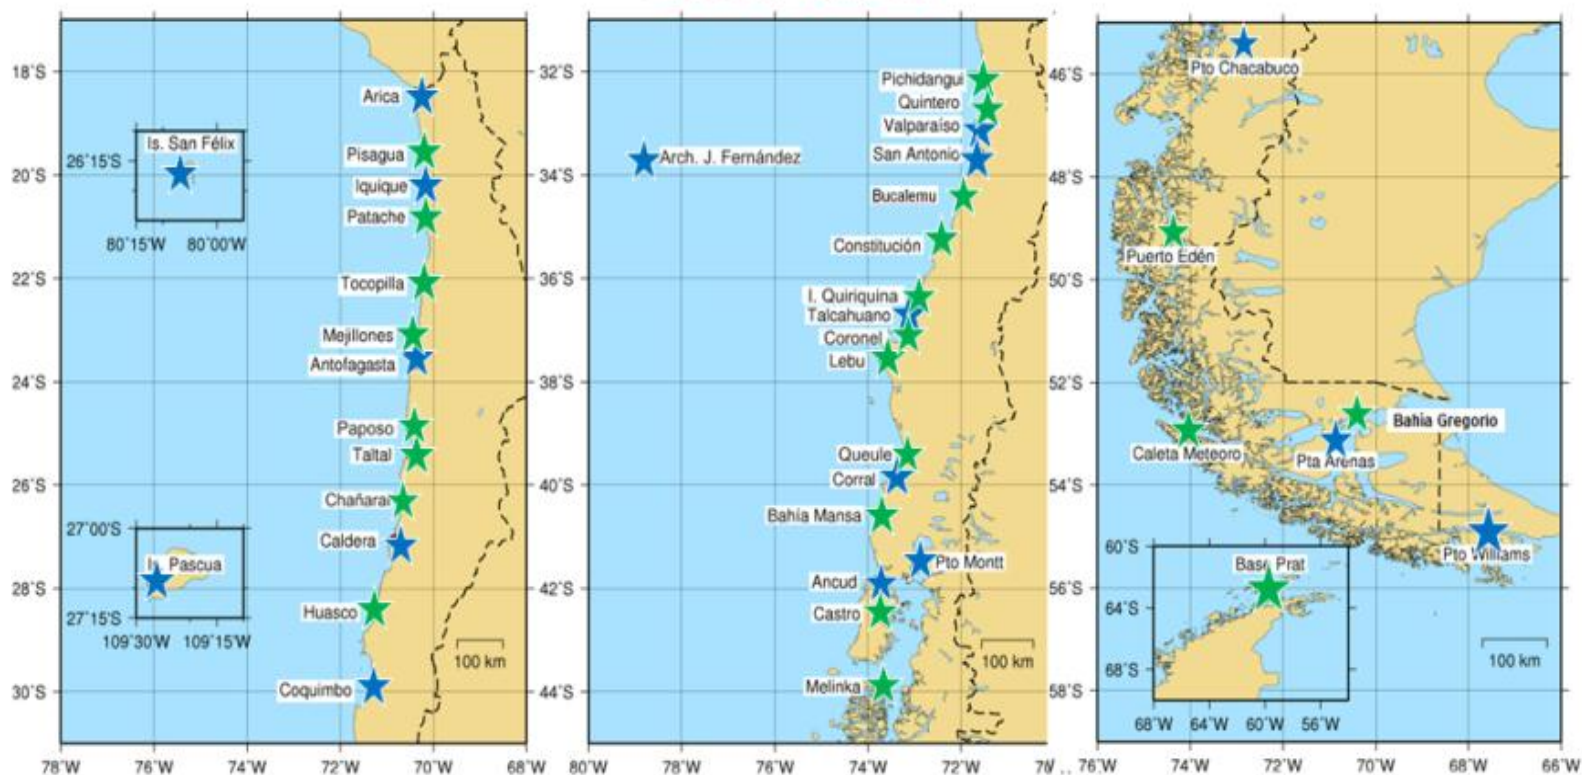 18°S
20°S
22°S
24°S
26°S
28°S
30°S
78°W
76°W
74°W
72°W
70°W
68°W
Arica
Pisagua
Iquique
Patache
Tocopilla
Mejillones
Antofagasta
Paposo
Taltal
Chañaral
Caldera
Huasco
Coquimbo
100 km
Is. San Félix
26°15'S
80°15'W
80°00'W
27°00'S
Is. Pascua
27°15'S
109°30'W
109°15'W
32°S
34°S
36°S
38°S
40°S
42°S
44°S
80°W
78°W
76°W
74°W
72°W
Pichidangui
Quintero
Valparaíso
San Antonio
Arch. J. Fernández
Bucalemu
Constitución
I. Quiriquina
Talcahuano
Coronel
Lebu
Queule
Corral
Bahía Mansa
Pto Montt
Ancud
Castro
Melinka
100 km
46°S
48°S
50°S
52°S
54°S
56°S
58°S
76°W
74°W
72°W
70°W
68°W
66°W
Pto Chacabuco
Puerto Edén
Caleta Meteoro
Bahía Gregorio
Pta Arenas
Pto Williams
60°S
Base Prat
64°S
68°S
68°W
64°W
60°W
56°W
100 km